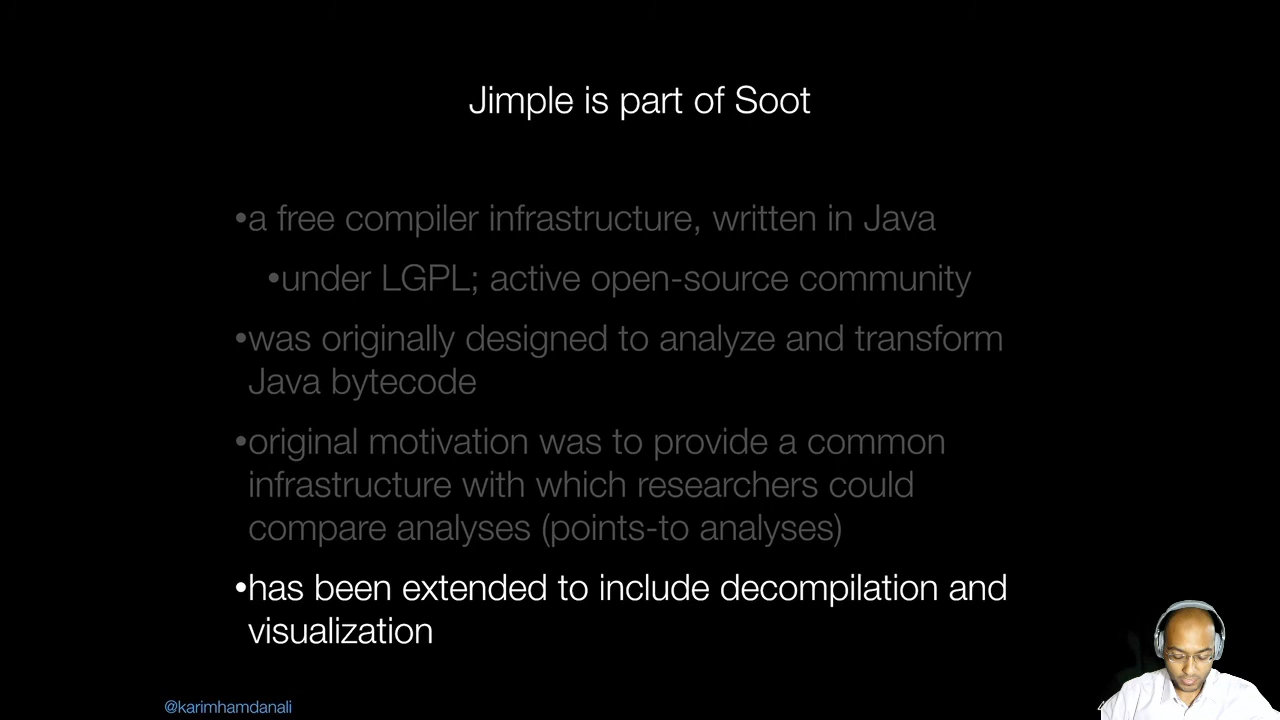 Jimple is part of Soot
•a free compiler infrastructure, written in Java
•under LGPL; active open-source community
•was originally designed to analyze and transform
Java bytecode
•original motivation was to provide a common
infrastructure with which researchers could
compare analyses (points-to analyses)
•has been extended to include decompilation and
visualization
@karimhamdanali